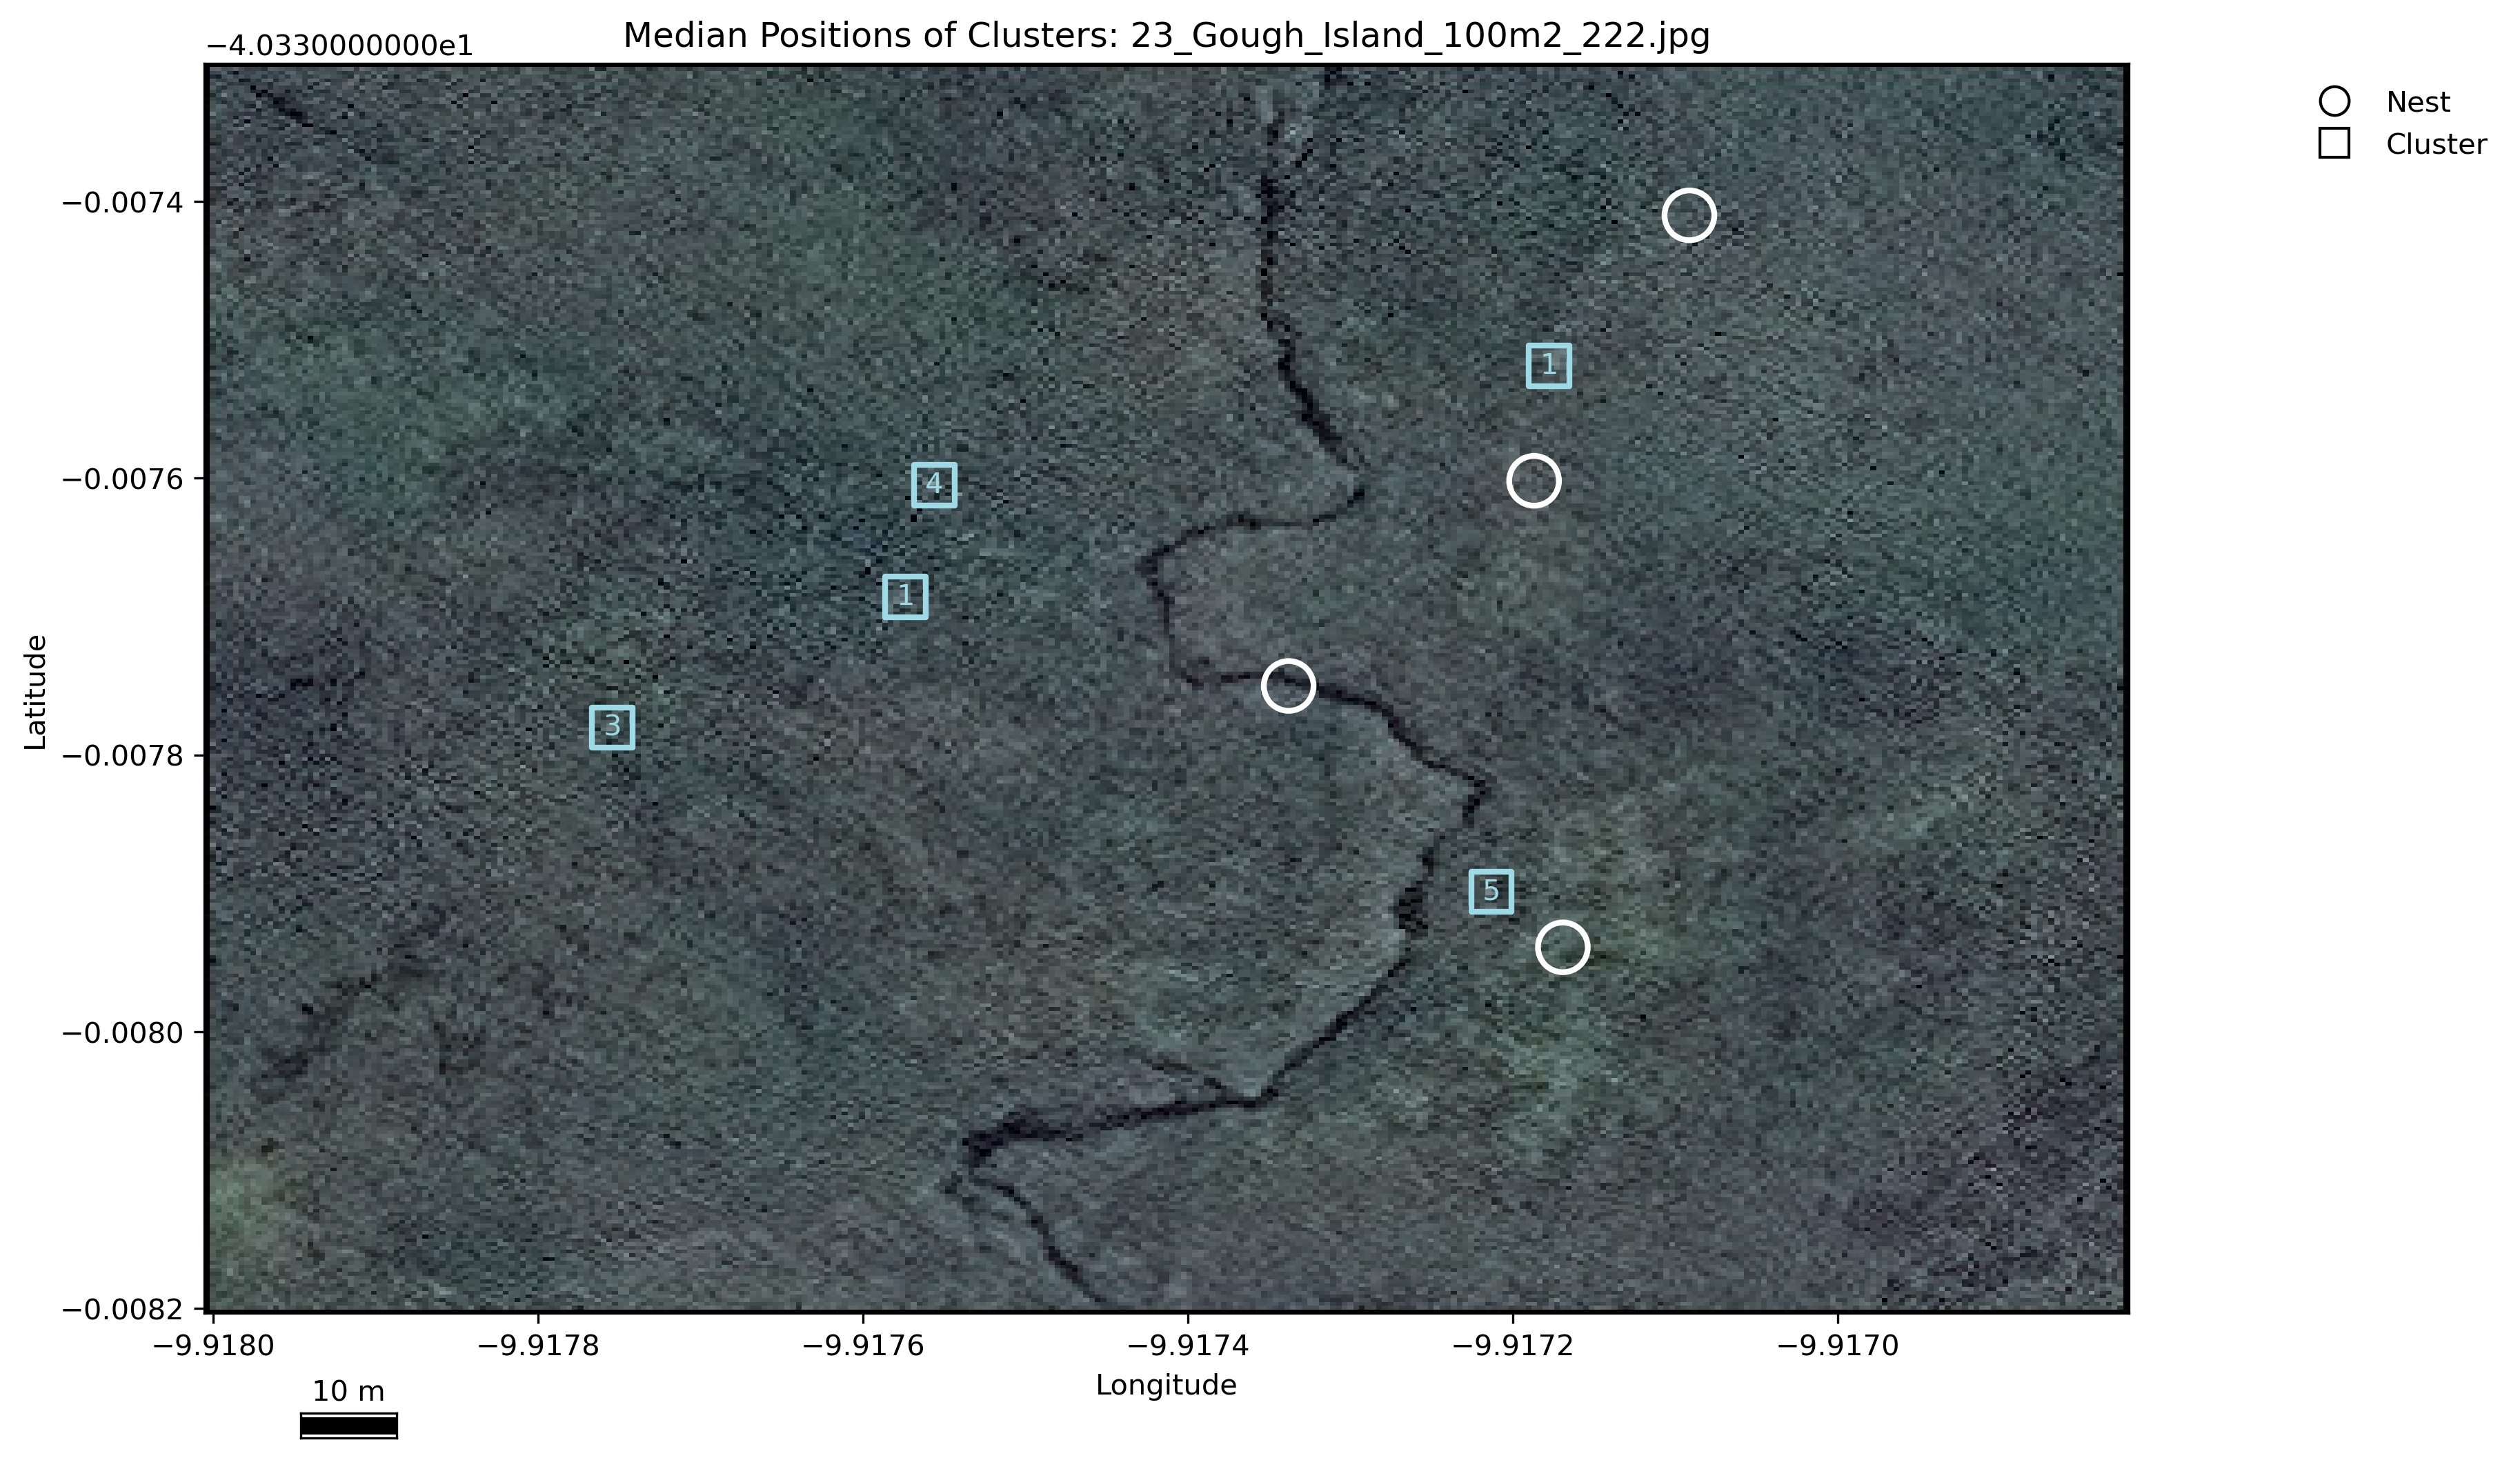 Median Positions of Clusters: 23_Gough_Island_100m2_222.jpg
−4.0330000000e1
Nest
Cluster
−0.0074
−0.0076
−0.0078
−0.0080
−0.0082
Latitude
1
4
1
3
5
−9.9180
−9.9178
−9.9176
−9.9174
−9.9172
−9.9170
Longitude
10 m